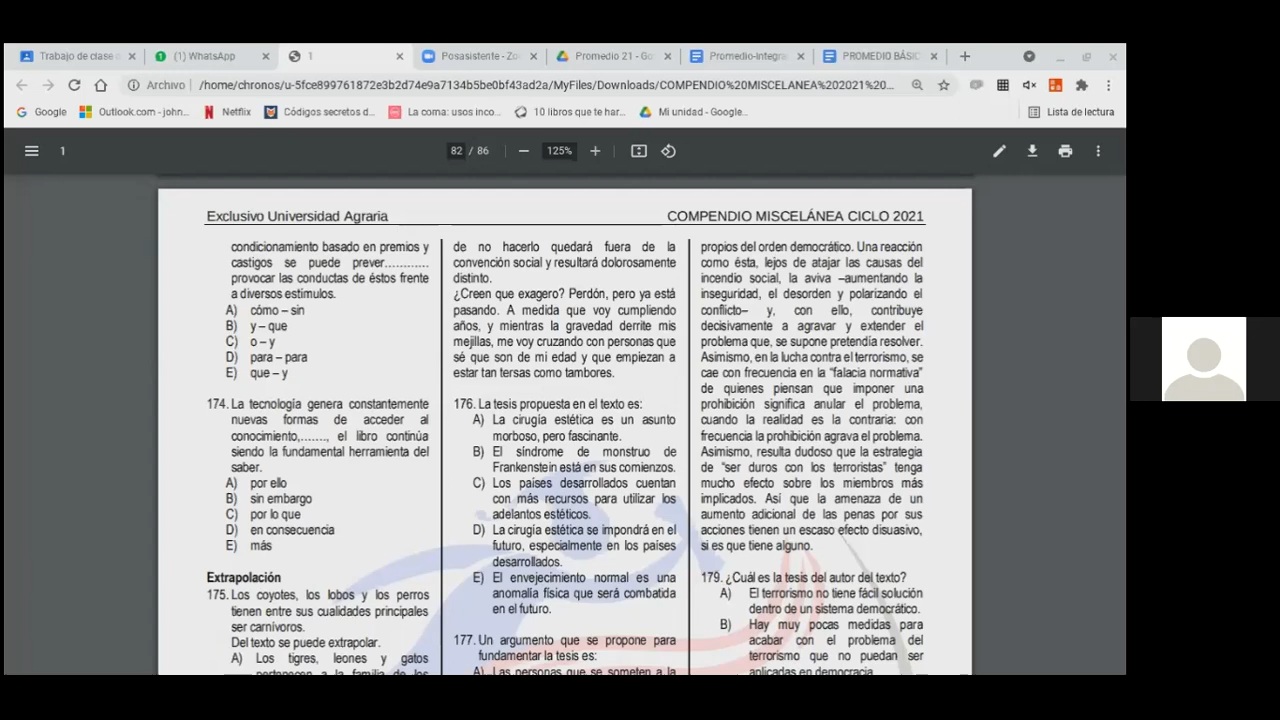 Trabajo de clase
(1) WhatsApp
1
Posasistente - Zo
Promedio 21 - Go
Promedio-Integra
PROMEDIO BÁSIC
Archivo
/home/chronos/u-5fce8997161972e3b2d74e9a7134b5be0bf43ad2a/MyFiles/Downloads/COMPENDIO%20MISCELANEA%202021%20...
Google
Outlook.com - john...
Netflix
Códigos secretos d...
La coma: usos inco...
10 libros que te har...
Mi unidad - Google...
Lista de lectura
1
82 / 86
125%
Exclusivo Universidad Agraria
COMPENDIO MISCELÁNEA CICLO 2021
condicionamiento basado en premios y
castigos se puede prever............
provocar las conductas de éstos frente
a diversos estímulos.
A) cómo – sin
B) y – que
C) o – y
D) para – para
E) que – y
174. La tecnología genera constantemente
nuevas formas de acceder al
conocimiento,......., el libro continúa
siendo la fundamental herramienta del
saber.
A) por ello
B) sin embargo
C) por lo que
D) en consecuencia
E) más
Extrapolación
175. Los coyotes, los lobos y los perros
tienen entre sus cualidades principales
ser carnívoros.
Del texto se puede extrapolar.
A) Los tigres, leones y gatos
pertenecen a la familia de los
de no hacerlo quedará fuera de la
convención social y resultará dolorosamente
distinto.
¿Creen que exagero? Perdón, pero ya está
pasando. A medida que voy cumpliendo
años, y mientras la gravedad derrite mis
mejillas, me voy cruzando con personas que
sé que son de mi edad y que empiezan a
estar tan tersas como tambores.
176. La tesis propuesta en el texto es:
A) La cirugía estética es un asunto
morboso, pero fascinante.
B) El síndrome de monstruo de
Frankenstein está en sus comienzos.
C) Los países desarrollados cuentan
con más recursos para utilizar los
adelantos estéticos.
D) La cirugía estética se impondrá en el
futuro, especialmente en los países
desarrollados.
E) El envejecimiento normal es una
anomalía física que será combatida
en el futuro.
177. Un argumento que se propone para
fundamentar la tesis es:
A) Las personas que se someten a la
propios del orden democrático. Una reacción
como ésta, lejos de atajar las causas del
incendio social, la aviva –aumentando la
inseguridad, el desorden y polarizando el
conflicto– y, con ello, contribuye
decisivamente a agravar y extender el
problema que, se supone pretendía resolver.
Asimismo, en la lucha contra el terrorismo, se
cae con frecuencia en la “falacia normativa”
de quienes piensan que imponer una
prohibición significa anular el problema,
cuando la realidad es la contraria: con
frecuencia la prohibición agrava el problema.
Asimismo, resulta dudoso que la estrategia
de “ser duros con los terroristas” tenga
mucho efecto sobre los miembros más
implicados. Así que la amenaza de un
aumento adicional de las penas por sus
acciones tienen un escaso efecto disuasivo,
si es que tiene alguno.
179. ¿Cuál es la tesis del autor del texto?
A) El terrorismo no tiene fácil solución
dentro de un sistema democrático.
B) Hay muy pocas medidas para
acabar con el problema del
terrorismo que no puedan ser
aplicadas en democracia